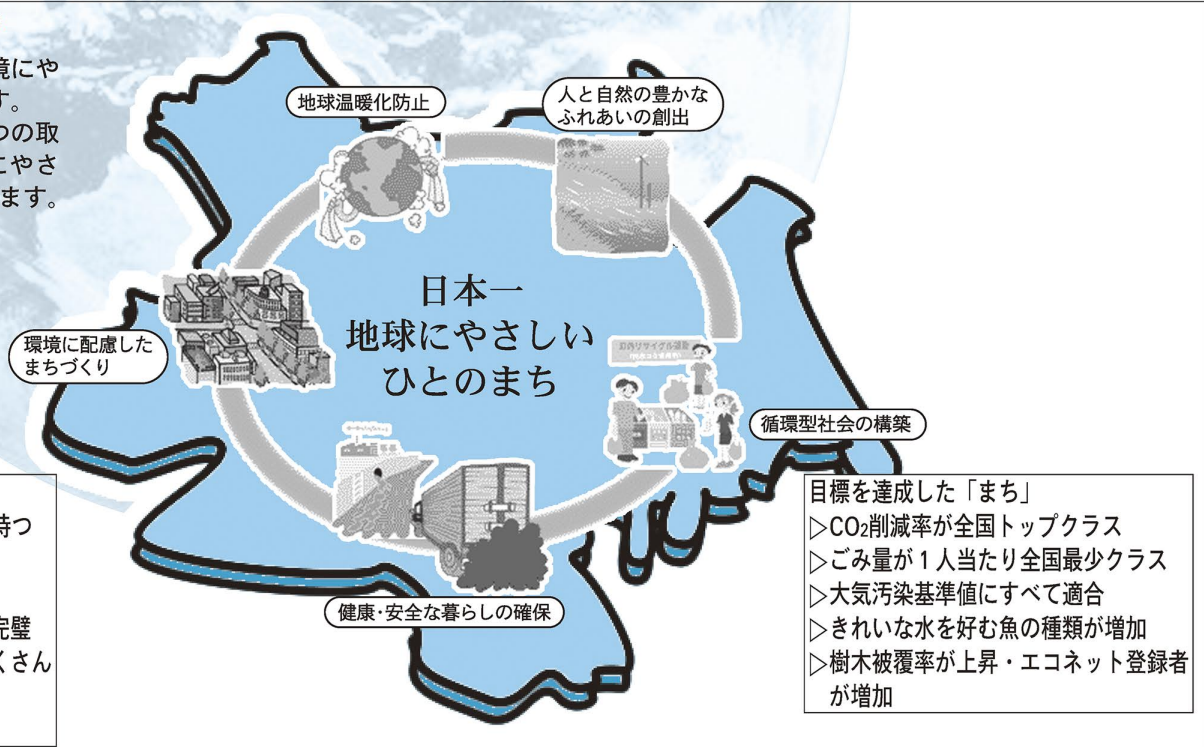 境にや
す。
つの取
にやさ
ます。
地球温暖化防止
人と自然の豊かな
ふれあいの創出
環境に配慮した
まちづくり
日本一
地球にやさしい
ひとのまち
循環型社会の構築
健康・安全な暮らしの確保
持つ
完璧
くさん
目標を達成した「まち」
▷CO₂削減率が全国トップクラス
▷ごみ量が1人当たり全国最少クラス
▷大気汚染基準値にすべて適合
▷きれいな水を好む魚の種類が増加
▷樹木被覆率が上昇・エコネット登録者
が増加